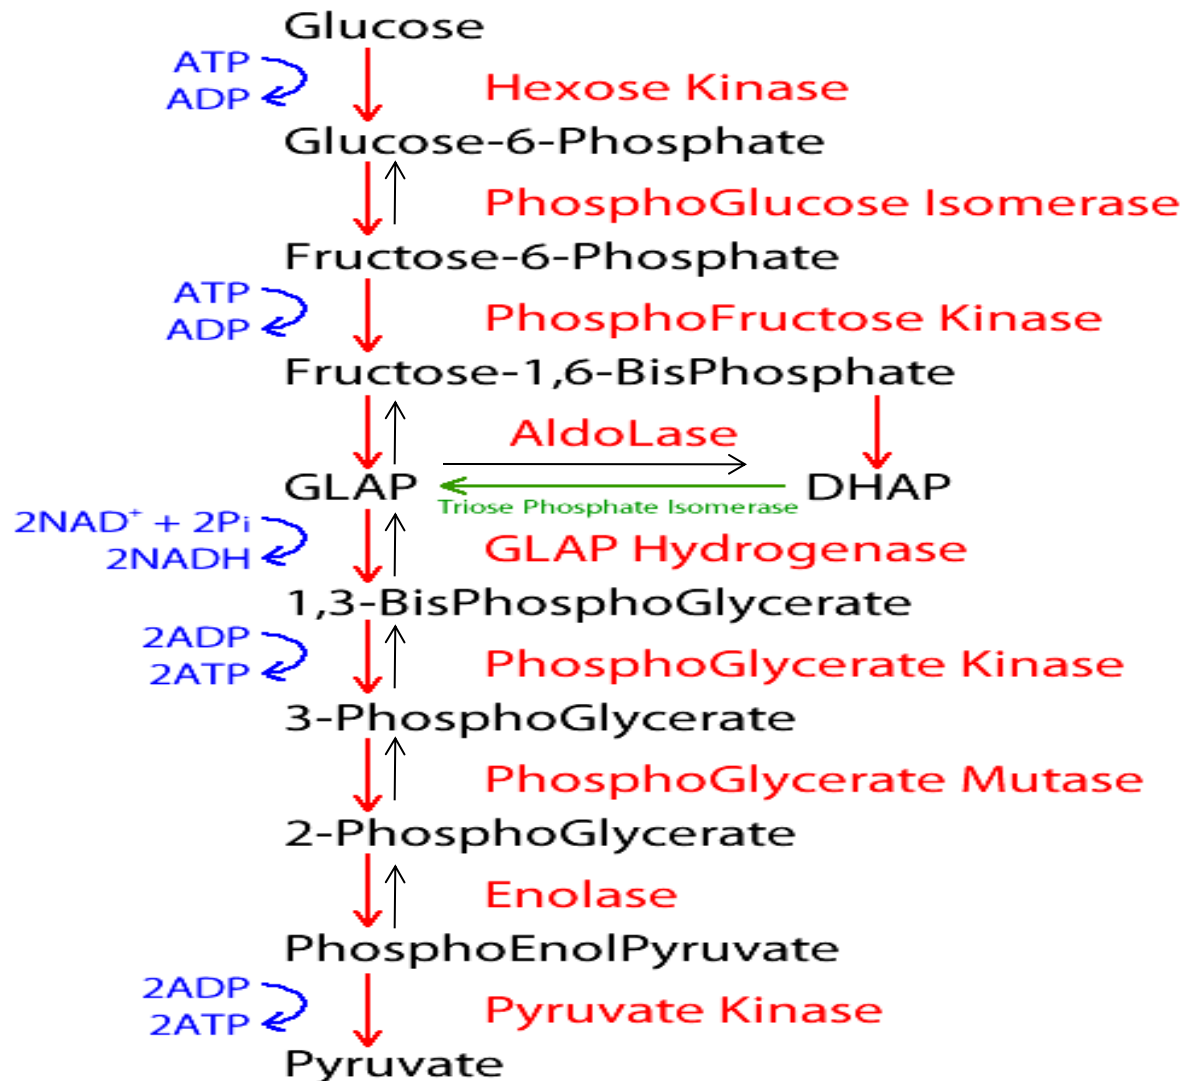 Glucose
ATP
ADP
Hexose Kinase
Glucose-6-Phosphate
PhosphoGlucose Isomerase
Fructose-6-Phosphate
ATP
ADP
PhosphoFructose Kinase
Fructose-1,6-BisPhosphate
AldoLase
GLAP
DHAP
Triose Phosphate Isomerase
2NAD⁺ + 2Pi
2NADH
GLAP Hydrogenase
1,3-BisPhosphoGlycerate
2ADP
2ATP
PhosphoGlycerate Kinase
3-PhosphoGlycerate
PhosphoGlycerate Mutase
2-PhosphoGlycerate
Enolase
PhosphoEnolPyruvate
2ADP
2ATP
Pyruvate Kinase
Pyruvate